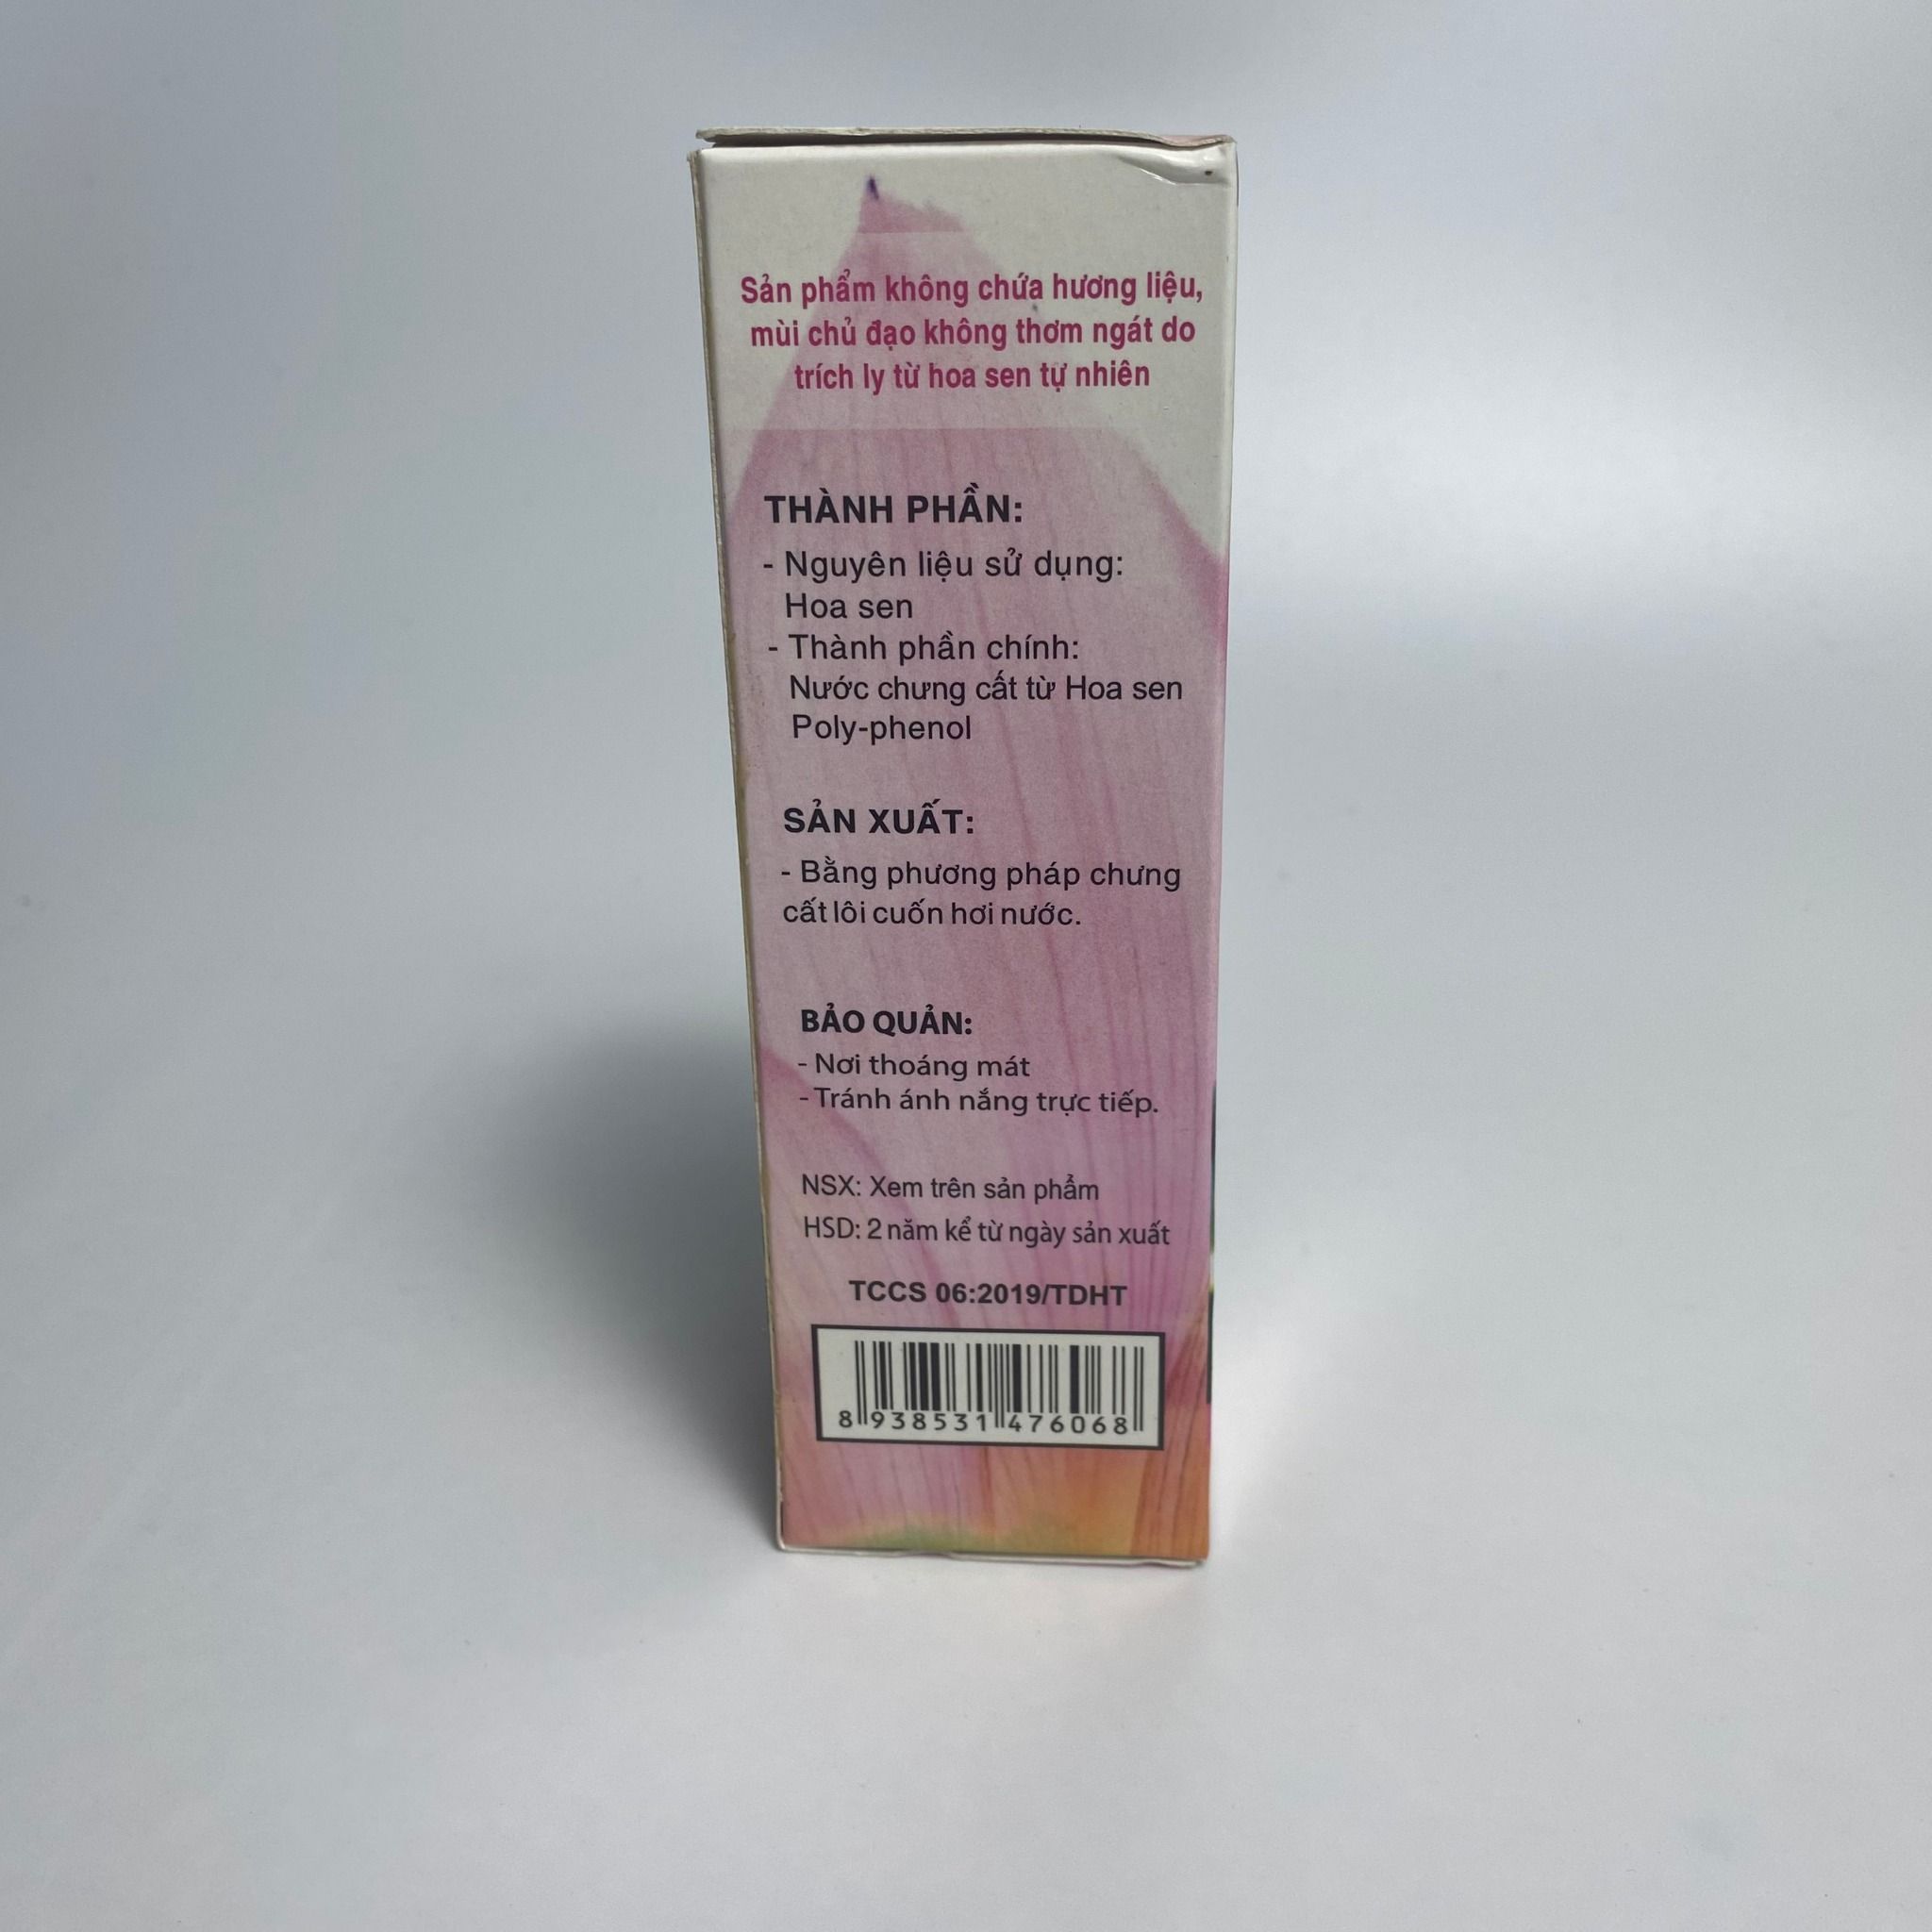 Sản phẩm không chứa hương liệu,
mùi chủ đạo không thơm ngát do
trích ly từ hoa sen tự nhiên
THÀNH PHẦN:
- Nguyên liệu sử dụng:
Hoa sen
- Thành phần chính:
Nước chưng cất từ Hoa sen
Poly-phenol
SẢN XUẤT:
- Bằng phương pháp chưng
cất lôi cuốn hơi nước.
BẢO QUẢN:
- Nơi thoáng mát
- Tránh ánh nắng trực tiếp.
NSX: Xem trên sản phẩm
HSD: 2 năm kể từ ngày sản xuất
TCCS 06:2019/TDHT
8 938531 476068